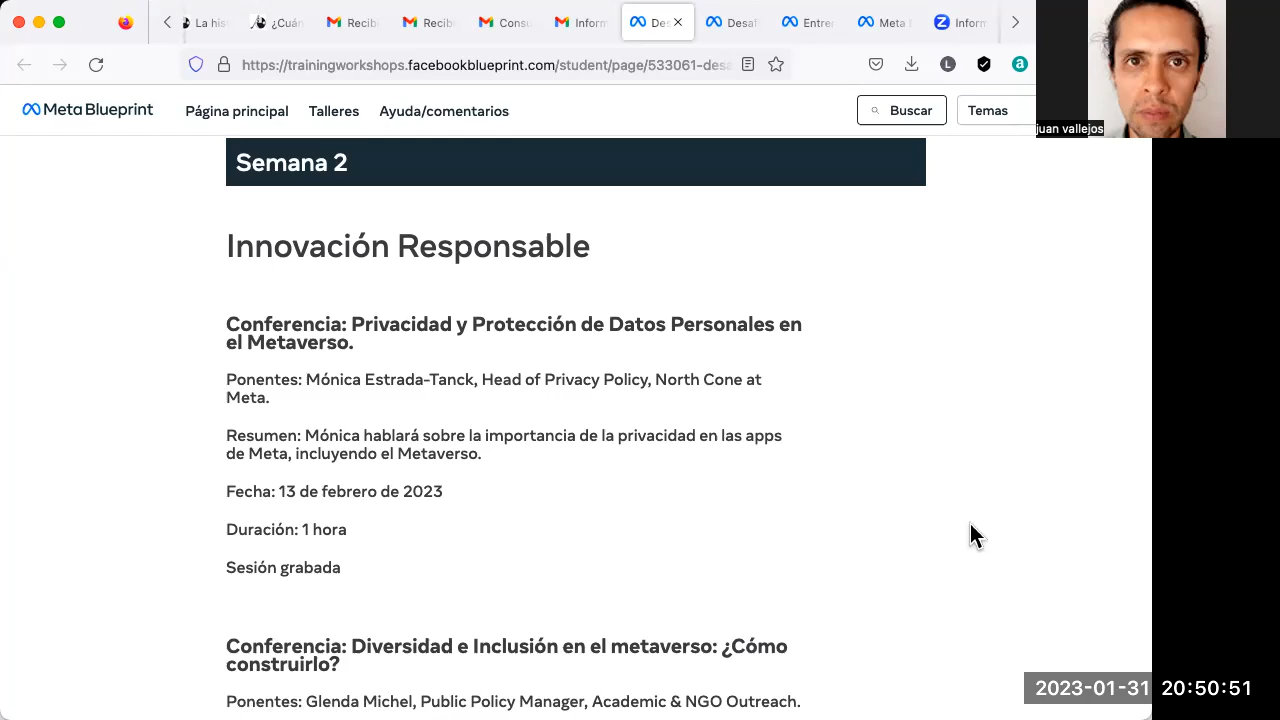 La his
¿Cuán
Recib
Recib
Consu
Inform
Des
Desaf
Entrer
Meta
Inform
https://trainingworkshops.facebookblueprint.com/student/page/533061-desa
Meta Blueprint
Página principal
Talleres
Ayuda/comentarios
Buscar
Temas
juan vallejos
Semana 2
Innovación Responsable
Conferencia: Privacidad y Protección de Datos Personales en
el Metaverso.
Ponentes: Mónica Estrada-Tanck, Head of Privacy Policy, North Cone at
Meta.
Resumen: Mónica hablará sobre la importancia de la privacidad en las apps
de Meta, incluyendo el Metaverso.
Fecha: 13 de febrero de 2023
Duración: 1 hora
Sesión grabada
Conferencia: Diversidad e Inclusión en el metaverso: ¿Cómo
construirlo?
Ponentes: Glenda Michel, Public Policy Manager, Academic & NGO Outreach.
2023-01-31 20:50:51